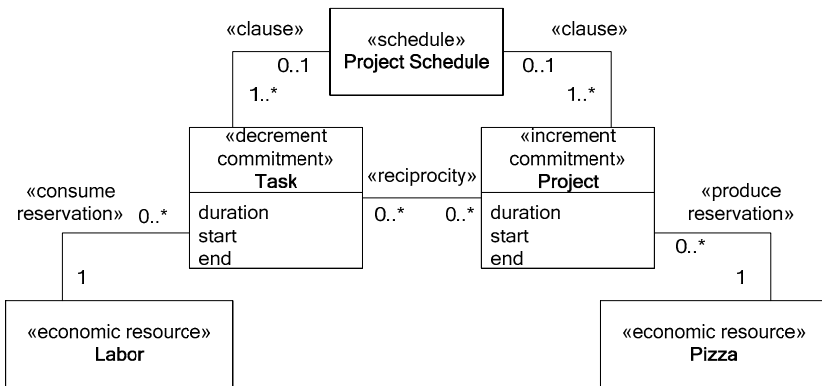 «clause»
«schedule»
Project Schedule
«clause»
0..1
0..1
1..*
1..*
«decrement
commitment»
Task
«reciprocity»
«increment
commitment»
Project
«consume
reservation»
0..*
duration
start
end
0..*
0..*
duration
start
end
«produce
reservation»
0..*
1
1
«economic resource»
Labor
«economic resource»
Pizza